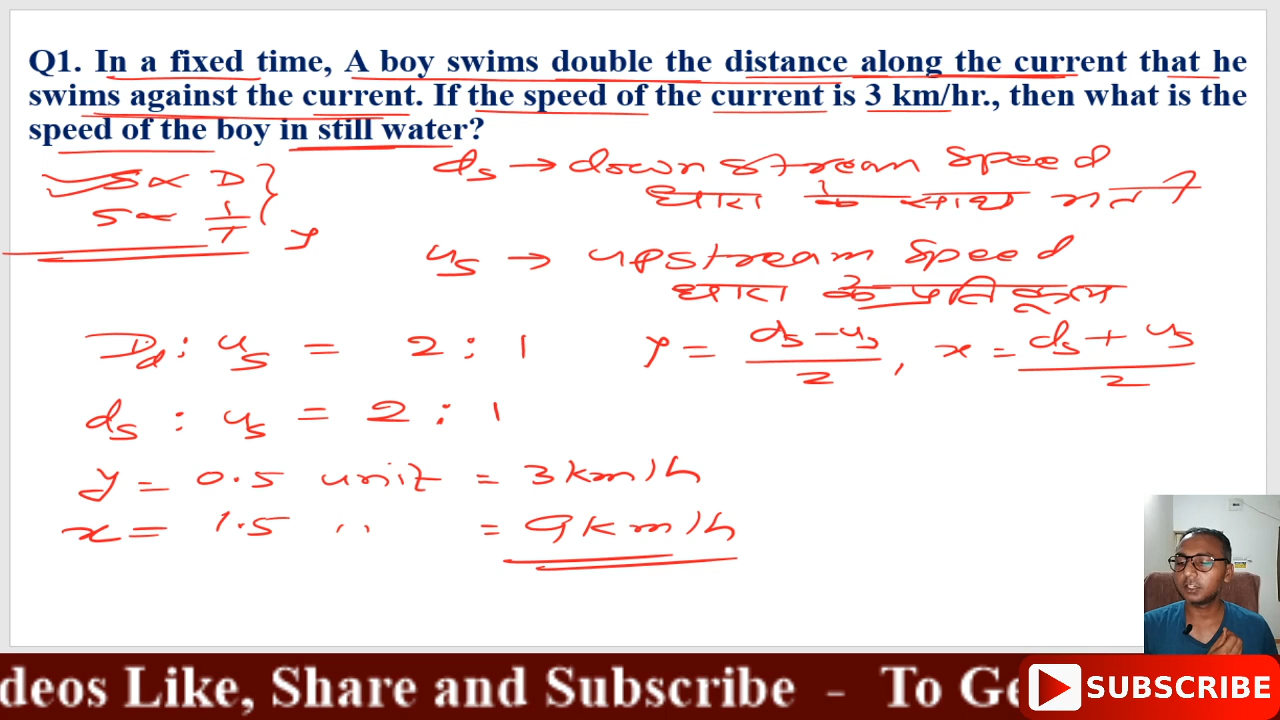 Q1. In a fixed time, A boy swims double the distance along the current that he
swims against the current. If the speed of the current is 3 km/hr., then what is the
speed of the boy in still water?
S ∝ D
S ∝ 1/T
y
ds → down stream speed
धारा के साथ गति
us → upstream speed
धारा के प्रतिकूल
Dd : us = 2 : 1
y = ds - us / 2 , x = ds + us / 2
ds : us = 2 : 1
y = 0.5 unit = 3 km/h
x = 1.5 " = 9 km/h
deos Like, Share and Subscribe - To Ge
SUBSCRIBE